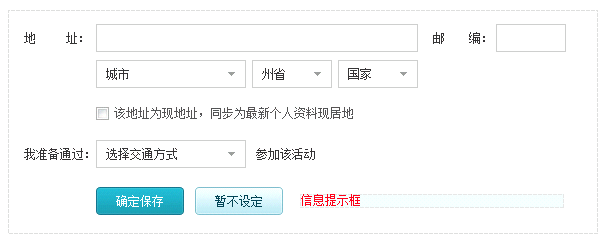 地 址: 邮 编:
城市 州省 国家
该地址为现地址，同步为最新个人资料现居地
我准备通过: 选择交通方式 参加该活动
确定保存 暂不设定 信息提示框